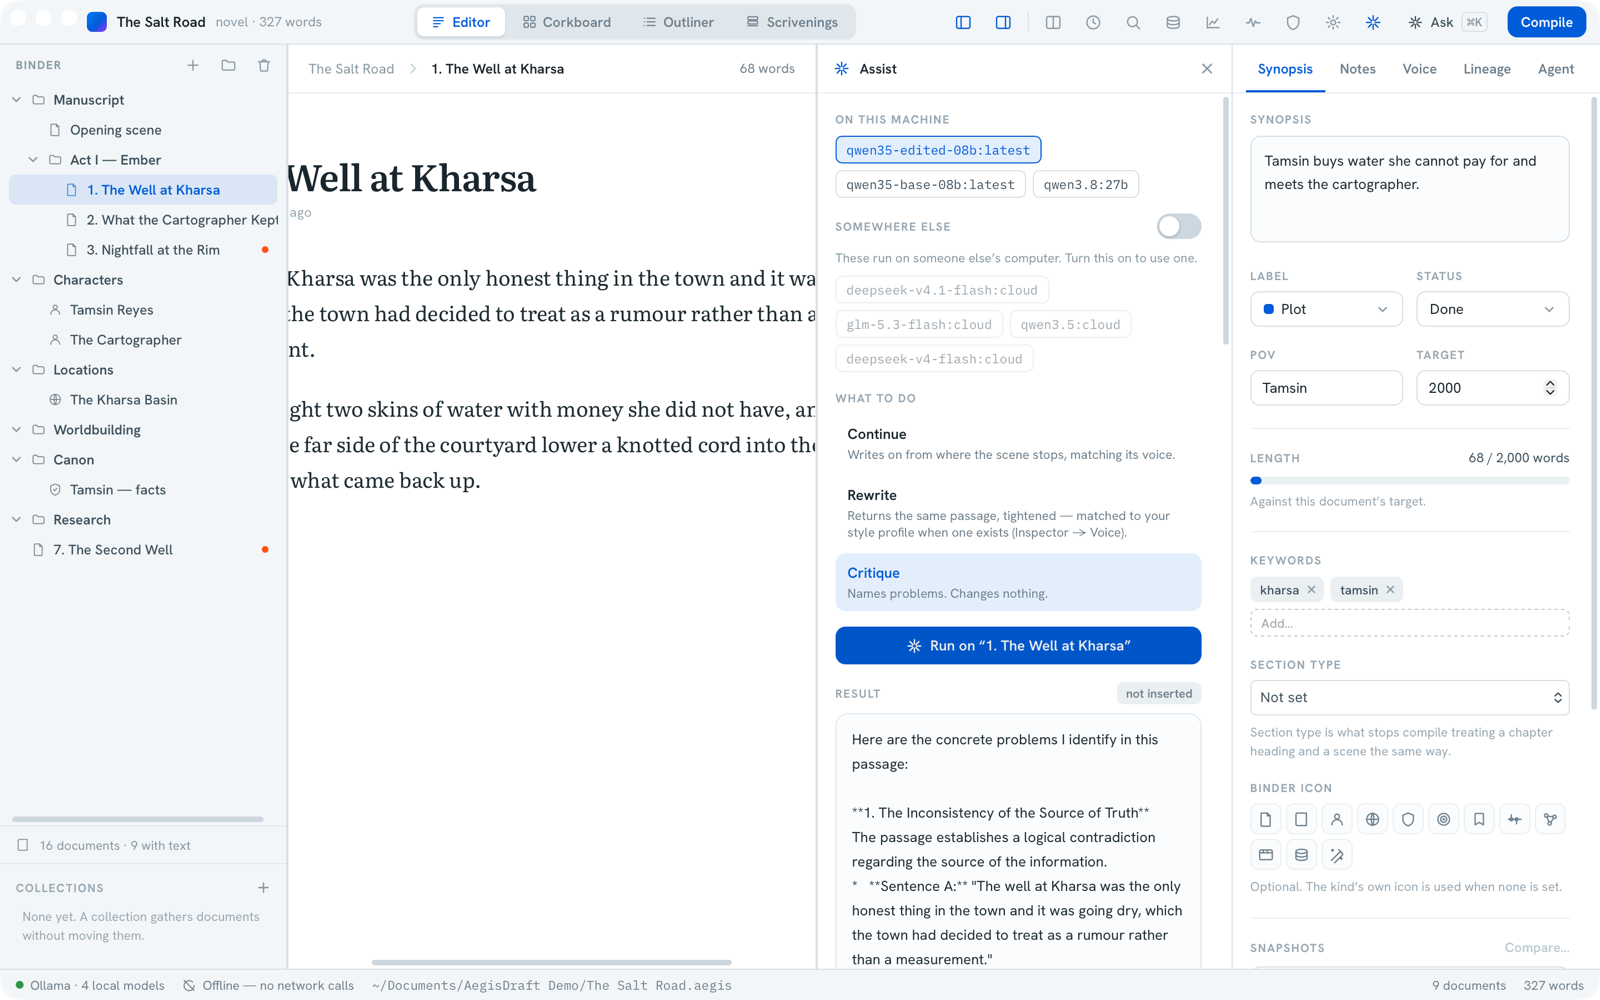 The Salt Road novel · 327 words
Editor Corkboard Outliner Scrivenings
Ask ⌘K Compile
BINDER
Manuscript
Opening scene
Act I — Ember
1. The Well at Kharsa
2. What the Cartographer Kept
3. Nightfall at the Rim
Characters
Tamsin Reyes
The Cartographer
Locations
The Kharsa Basin
Worldbuilding
Canon
Tamsin — facts
Research
7. The Second Well
16 documents · 9 with text
COLLECTIONS
None yet. A collection gathers documents
without moving them.
The Salt Road 1. The Well at Kharsa 68 words
Well at Kharsa
ago
Kharsa was the only honest thing in the town and it wa
the town had decided to treat as a rumour rather than a
nt.
ght two skins of water with money she did not have, an
e far side of the courtyard lower a knotted cord into the
what came back up.
Assist
ON THIS MACHINE
qwen35-edited-08b:latest
qwen35-base-08b:latest qwen3.8:27b
SOMEWHERE ELSE
These run on someone else’s computer. Turn this on to use one.
deepseek-v4.1-flash:cloud
glm-5.3-flash:cloud qwen3.5:cloud
deepseek-v4-flash:cloud
WHAT TO DO
Continue
Writes on from where the scene stops, matching its voice.
Rewrite
Returns the same passage, tightened — matched to your
style profile when one exists (Inspector → Voice).
Critique
Names problems. Changes nothing.
Run on “1. The Well at Kharsa”
RESULT not inserted
Here are the concrete problems I identify in this
passage:
**1. The Inconsistency of the Source of Truth**
The passage establishes a logical contradiction
regarding the source of the information.
* **Sentence A:** "The well at Kharsa was the only
honest thing in the town and it was going dry, which
the town had decided to treat as a rumour rather
than a measurement."
Synopsis Notes Voice Lineage Agent
SYNOPSIS
Tamsin buys water she cannot pay for and
meets the cartographer.
LABEL STATUS
Plot Done
POV TARGET
Tamsin 2000
LENGTH 68 / 2,000 words
Against this document’s target.
KEYWORDS
kharsa × tamsin ×
Add…
SECTION TYPE
Not set
Section type is what stops compile treating a chapter
heading and a scene the same way.
BINDER ICON
Optional. The kind’s own icon is used when none is set.
SNAPSHOTS Compare…
Ollama · 4 local models Offline — no network calls ~/Documents/AegisDraft Demo/The Salt Road.aegis 9 documents 327 words